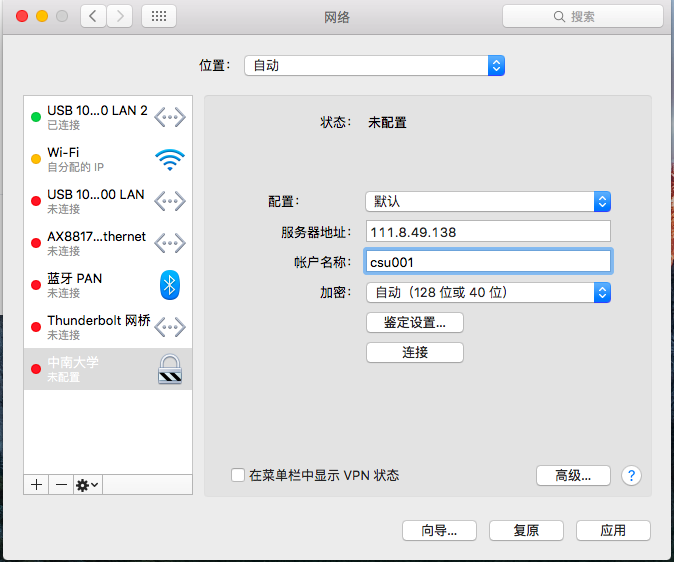 网络
搜索
位置： 自动
USB 10...0 LAN 2
已连接
Wi-Fi
自分配的 IP
USB 10...00 LAN
未连接
AX8817...thernet
未连接
蓝牙 PAN
未连接
Thunderbolt 网桥
未连接
中南大学
未配置
状态： 未配置
配置： 默认
服务器地址： 111.8.49.138
帐户名称： csu001
加密： 自动（128 位或 40 位）
鉴定设置...
连接
在菜单栏中显示 VPN 状态
高级...
?
向导...
复原
应用